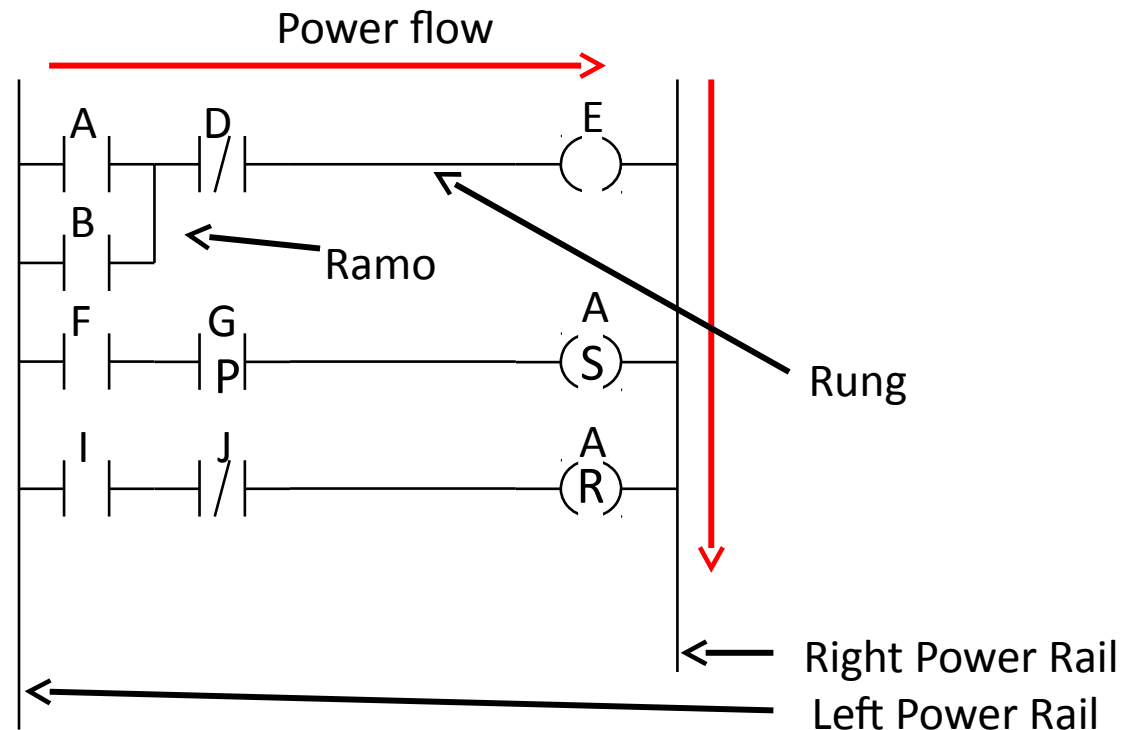 Power flow
A D E
B
Ramo
F G A
P S
Rung
I J A
R
Right Power Rail
Left Power Rail